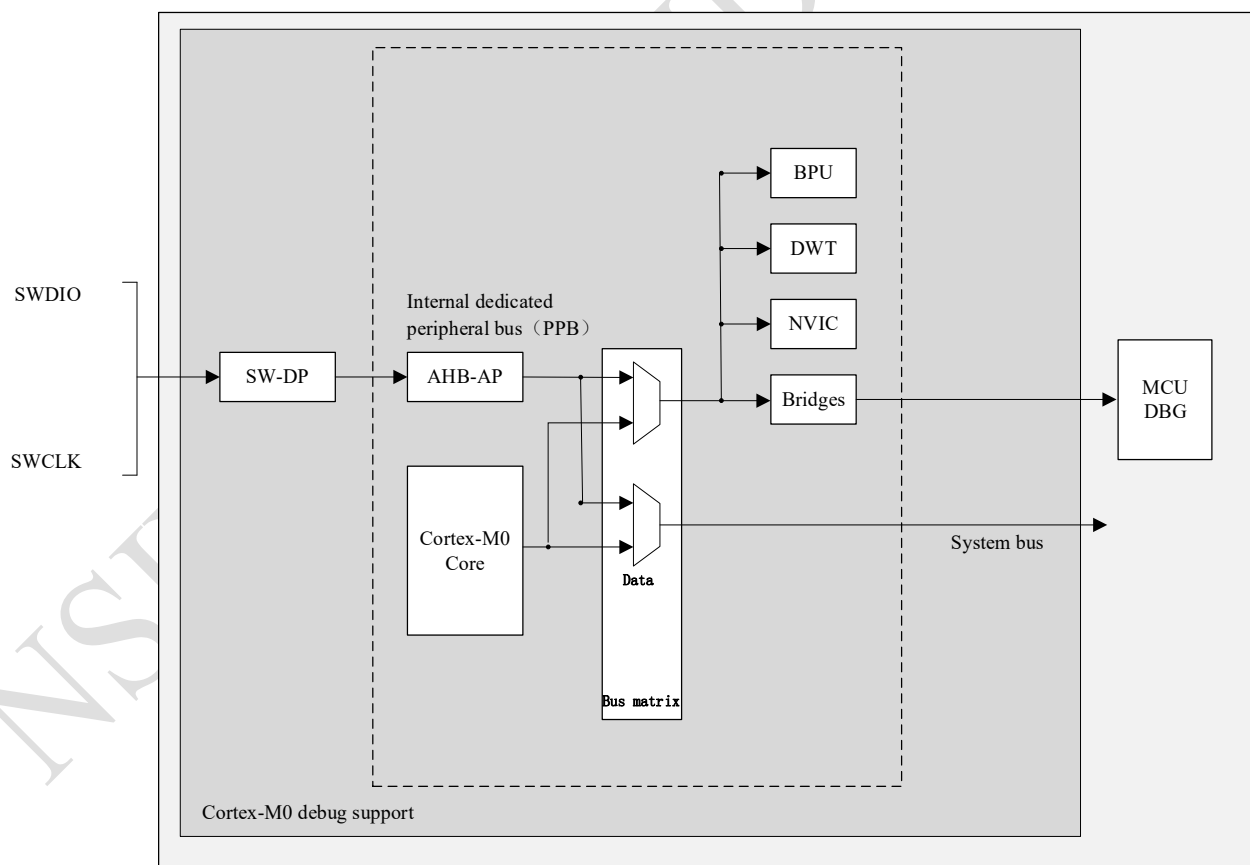 BPU
DWT
SWDIO
Internal dedicated
peripheral bus（PPB）
NVIC
SW-DP
AHB-AP
Bridges
MCU
DBG
SWCLK
Cortex-M0
Core
System bus
Data
Bus matrix
Cortex-M0 debug support